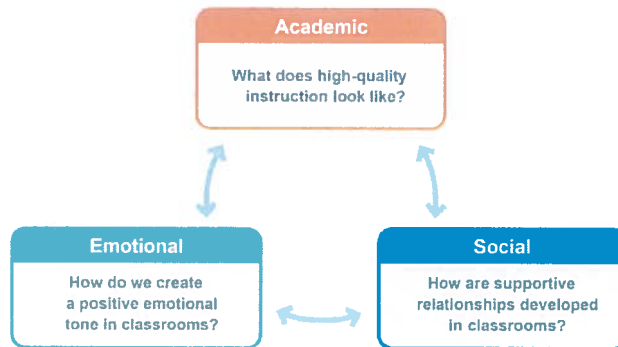 Academic
What does high-quality
instruction look like?
Emotional
How do we create
a positive emotional
tone in classrooms?
Social
How are supportive
relationships developed
in classrooms?